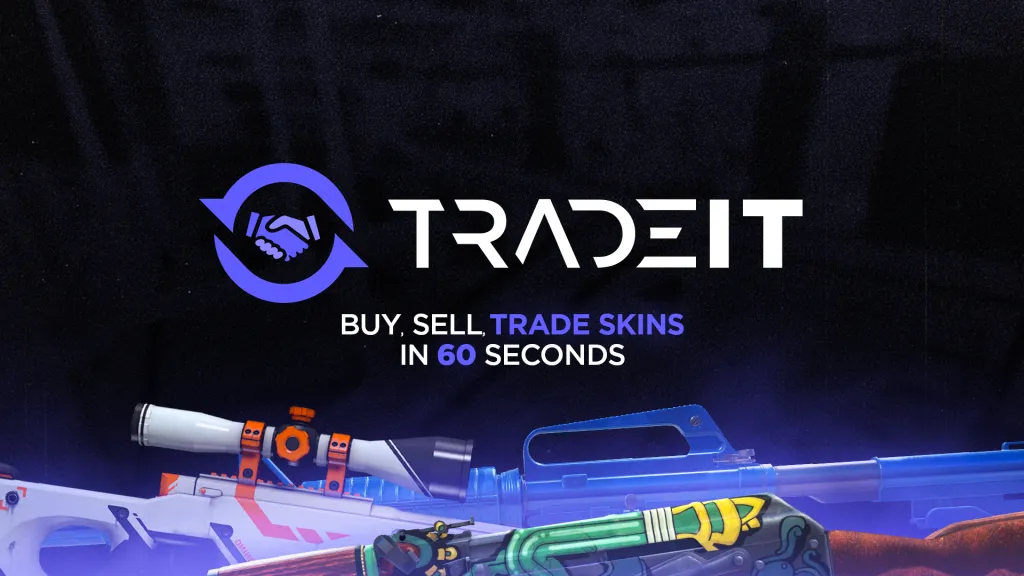 TRADEIT
BUY, SELL, TRADE SKINS
IN 60 SECONDS